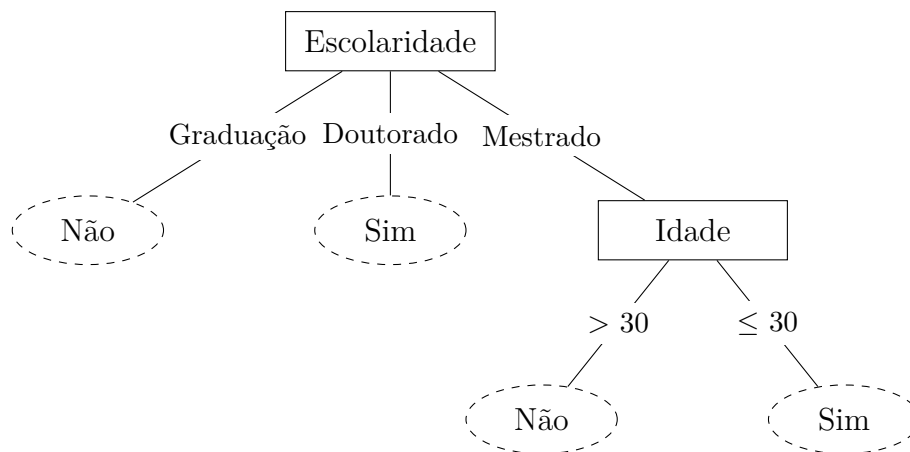 Escolaridade
Graduação Doutorado Mestrado
Não Sim Idade
> 30 ≤ 30
Não Sim